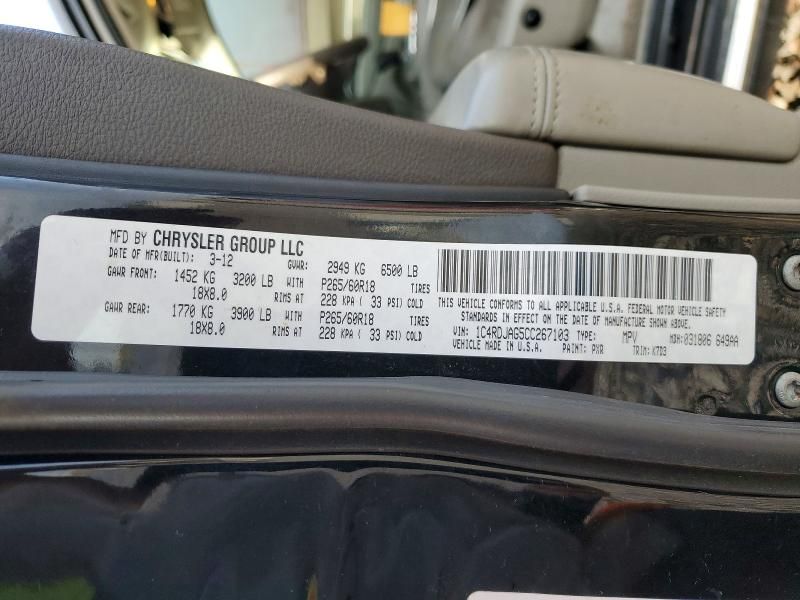 MFD BY CHRYSLER GROUP LLC
DATE OF MFR(BUILT): 3-12 GVWR: 2949 KG 6500 LB
GAWR FRONT: 1452 KG 3200 LB WITH P265/60R18 TIRES
18X8.0 RIMS AT 228 KPA ( 33 PSI) COLD
GAWR REAR: 1770 KG 3900 LB WITH P265/60R18 TIRES
18X8.0 RIMS AT 228 KPA ( 33 PSI) COLD
THIS VEHICLE CONFORMS TO ALL APPLICABLE U.S.A. FEDERAL MOTOR VEHICLE SAFETY
STANDARDS IN EFFECT ON THE DATE OF MANUFACTURE SHOWN ABOVE.
VIN: 1C4RDJAG5CC267103 TYPE: MPV MDH:031806 649AA
VEHICLE MADE IN U.S.A. PAINT: PXR TRIM: K7D3